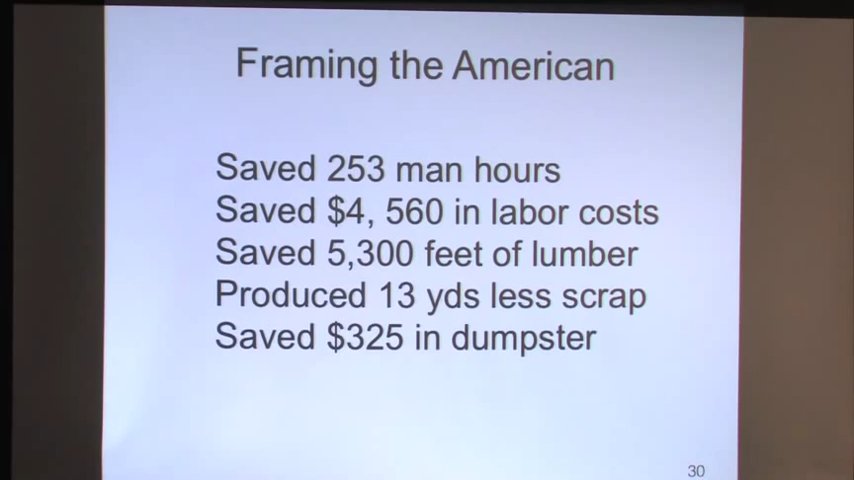 Framing the American
Saved 253 man hours
Saved $4, 560 in labor costs
Saved 5,300 feet of lumber
Produced 13 yds less scrap
Saved $325 in dumpster
30